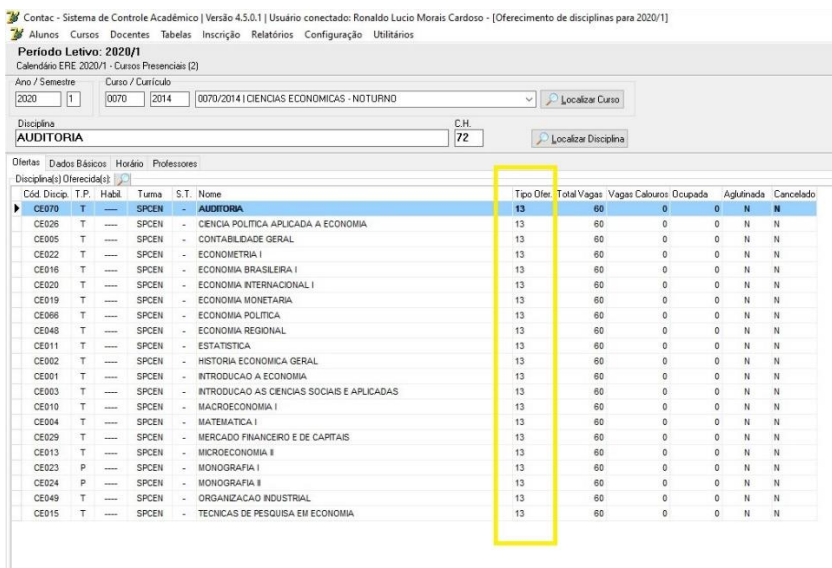 Contac - Sistema de Controle Acadêmico | Versão 4.5.0.1 | Usuário conectado: Ronaldo Lucio Morais Cardoso - [Oferecimento de disciplinas para 2020/1]
Alunos Cursos Docentes Tabelas Inscrição Relatórios Configuração Utilitários
Período Letivo: 2020/1
Calendário ERE 2020/1 - Cursos Presenciais (2)
Ano / Semestre Curso / Currículo
2020 1 0070 2014 0070/2014 | CIENCIAS ECONOMICAS - NOTURNO Localizar Curso
Disciplina C.H.
AUDITORIA 72 Localizar Disciplina
Ofertas Dados Básicos Horário Professores
Disciplina(s) Oferecida(s):
Cód. Discip. T.P. Habil. Turma S.T. Nome Tipo Ofer. Total Vagas Vagas Calouros Ocupada Aglutinada Cancelado
CE070 T ---- SPCEN - AUDITORIA 13 60 0 0 N N
CE026 T ---- SPCEN - CIENCIA POLITICA APLICADA A ECONOMIA 13 60 0 0 N N
CE005 T ---- SPCEN - CONTABILIDADE GERAL 13 60 0 0 N N
CE022 T ---- SPCEN - ECONOMETRIA I 13 60 0 0 N N
CE016 T ---- SPCEN - ECONOMIA BRASILEIRA I 13 60 0 0 N N
CE020 T ---- SPCEN - ECONOMIA INTERNACIONAL I 13 60 0 0 N N
CE019 T ---- SPCEN - ECONOMIA MONETARIA 13 60 0 0 N N
CE066 T ---- SPCEN - ECONOMIA POLITICA 13 60 0 0 N N
CE048 T ---- SPCEN - ECONOMIA REGIONAL 13 60 0 0 N N
CE011 T ---- SPCEN - ESTATISTICA 13 60 0 0 N N
CE002 T ---- SPCEN - HISTORIA ECONOMICA GERAL 13 60 0 0 N N
CE001 T ---- SPCEN - INTRODUCAO A ECONOMIA 13 60 0 0 N N
CE003 T ---- SPCEN - INTRODUCAO AS CIENCIAS SOCIAIS E APLICADAS 13 60 0 0 N N
CE010 T ---- SPCEN - MACROECONOMIA I 13 60 0 0 N N
CE004 T ---- SPCEN - MATEMATICA I 13 60 0 0 N N
CE029 T ---- SPCEN - MERCADO FINANCEIRO E DE CAPITAIS 13 60 0 0 N N
CE013 T ---- SPCEN - MICROECONOMIA II 13 60 0 0 N N
CE023 P ---- SPCEN - MONOGRAFIA I 13 60 0 0 N N
CE024 P ---- SPCEN - MONOGRAFIA II 13 60 0 0 N N
CE049 T ---- SPCEN - ORGANIZACAO INDUSTRIAL 13 60 0 0 N N
CE015 T ---- SPCEN - TECNICAS DE PESQUISA EM ECONOMIA 13 60 0 0 N N